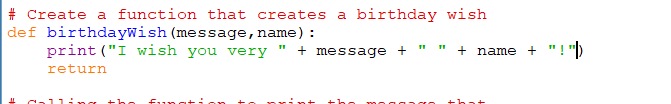 # Create a function that creates a birthday wish
def birthdayWish(message,name):
    print("I wish you very " + message + " " + name + "!")
    return
# Calling the function to print the message that